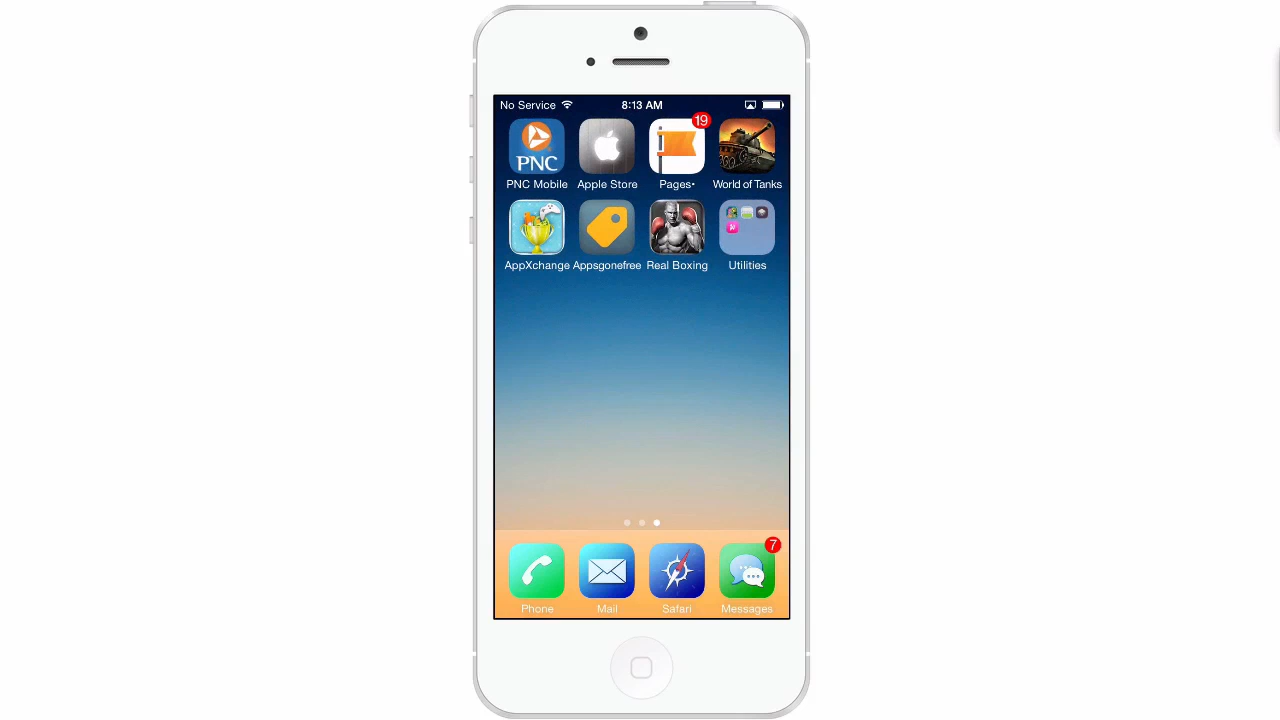 No Service 8:13 AM
19
PNC
PNC Mobile Apple Store Pages• World of Tanks
AppXchange Appsgonefree Real Boxing Utilities
7
Phone Mail Safari Messages